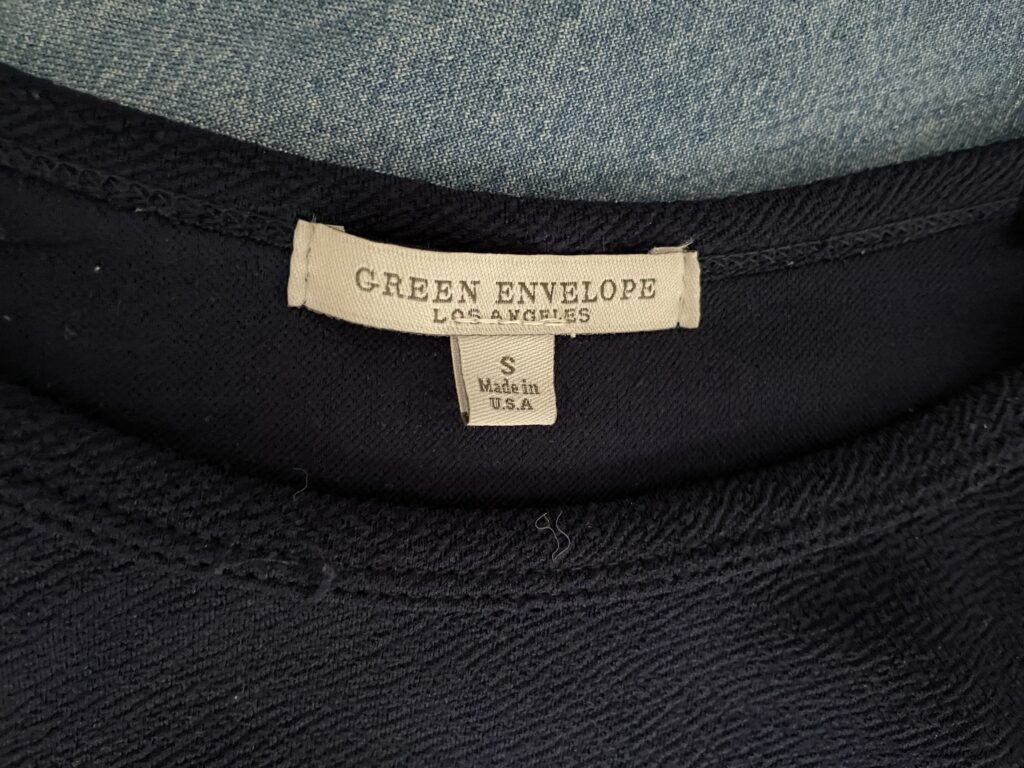 GREEN ENVELOPE
LOS ANGELES
S
Made in
U.S.A